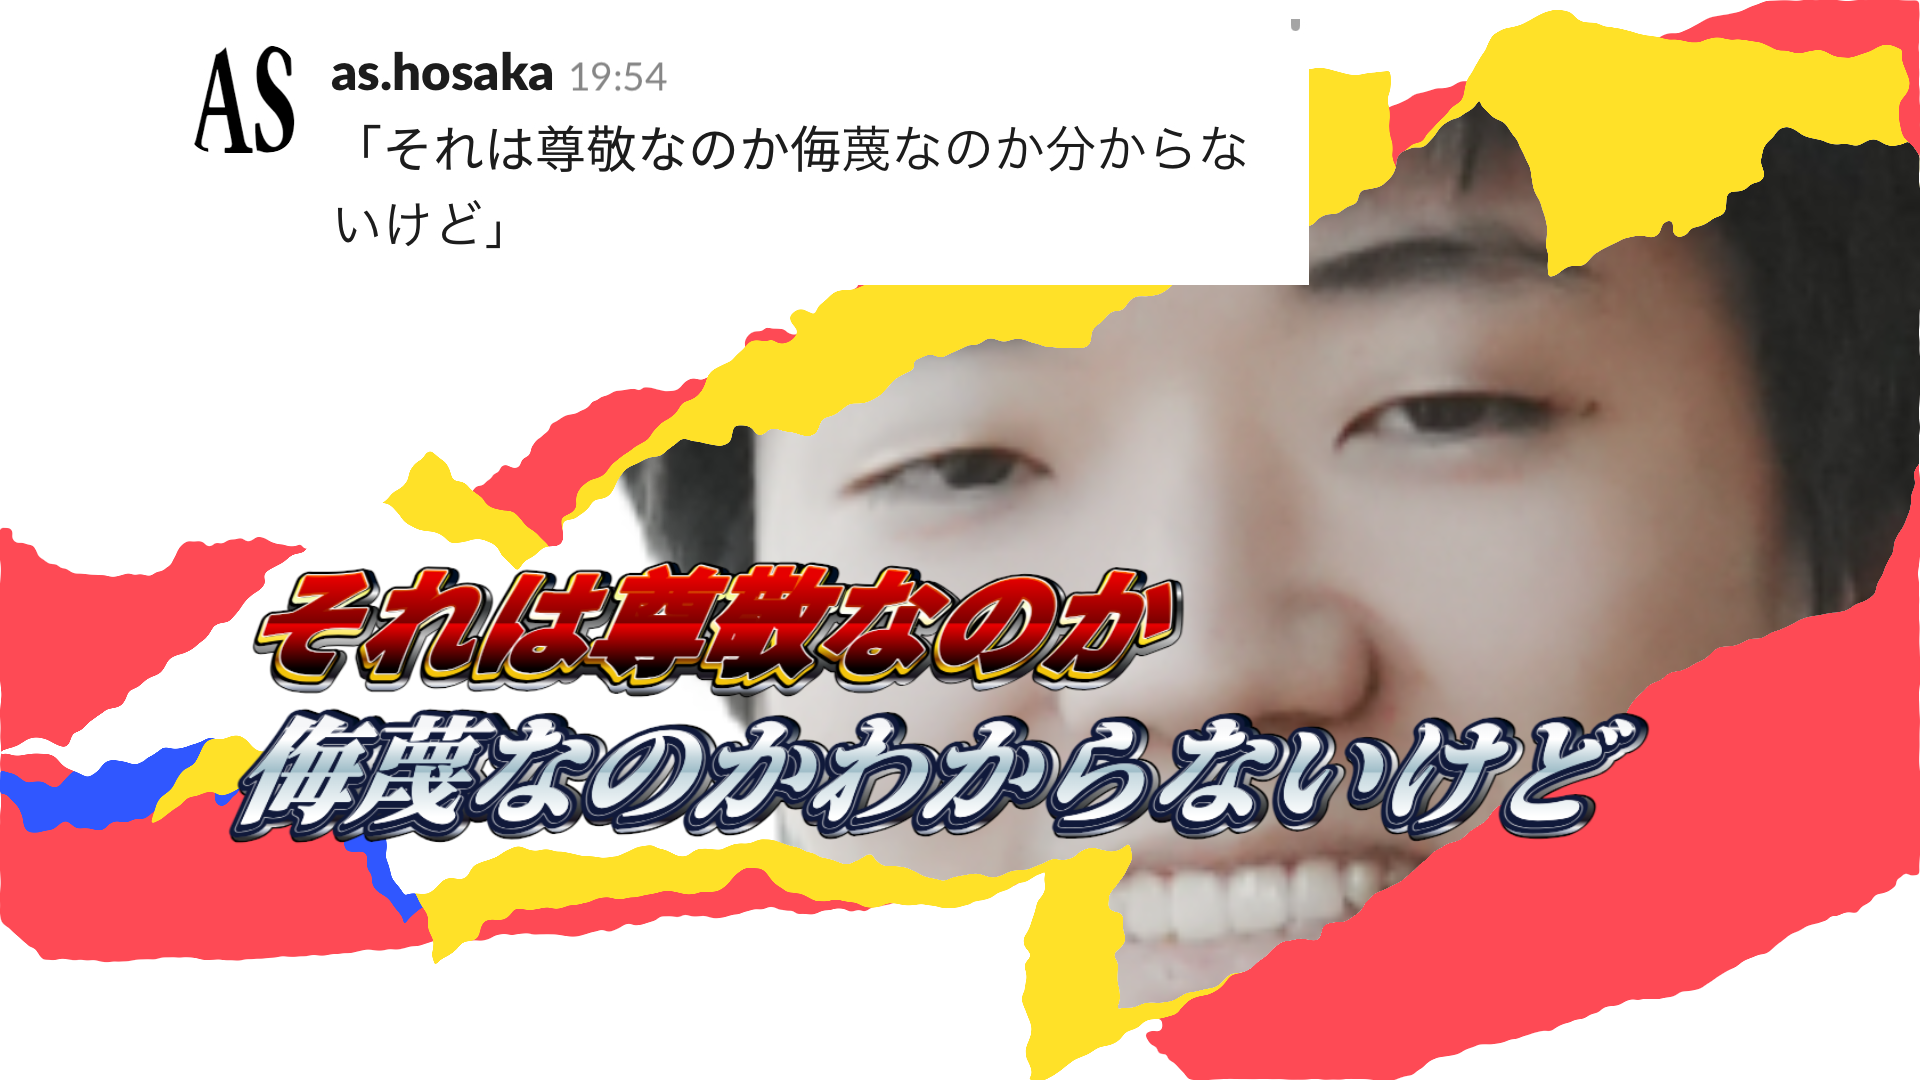 AS
as.hosaka 19:54
「それは尊敬なのか侮蔑なのか分からな
いけど」
それは尊敬なのか
侮蔑なのかわからないけど